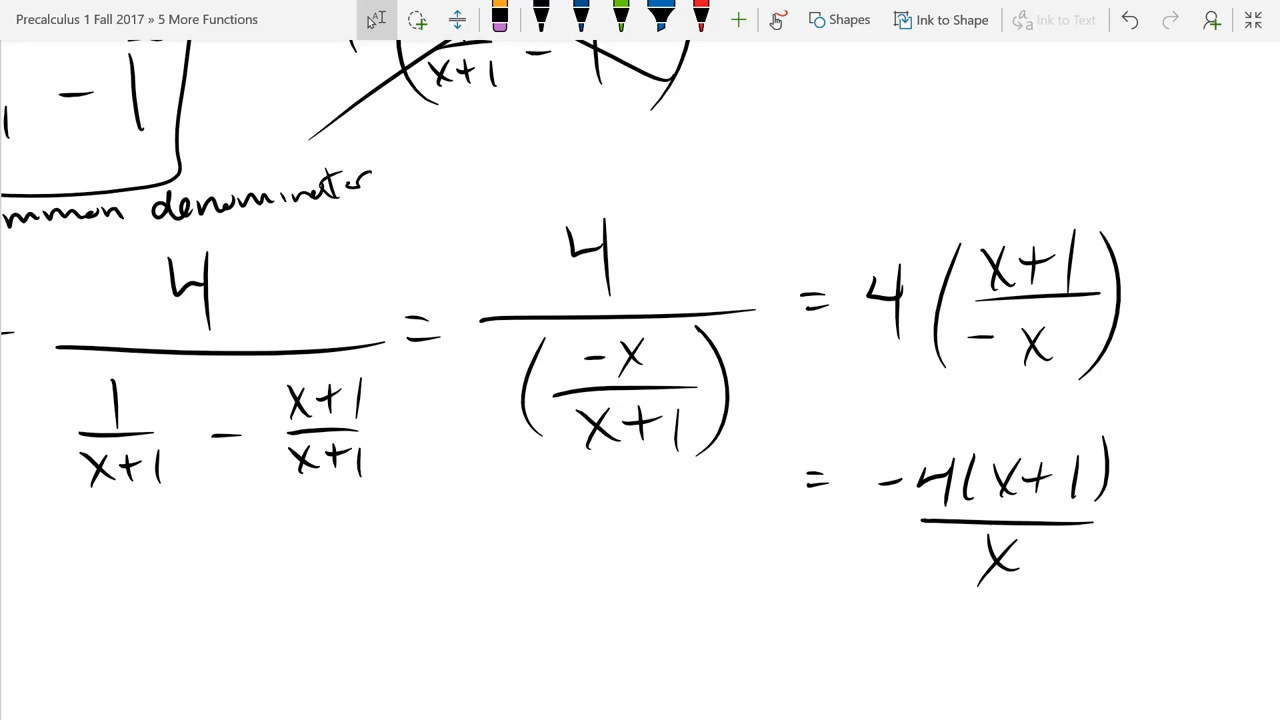 Precalculus 1 Fall 2017 » 5 More Functions
Shapes
Ink to Shape
Ink to Text
- 1
x+1 -
mmon denominator
4 / (1/(x+1) - (x+1)/(x+1)) = 4 / ((-x)/(x+1)) = 4 ((x+1)/(-x))
= -4(x+1) / x